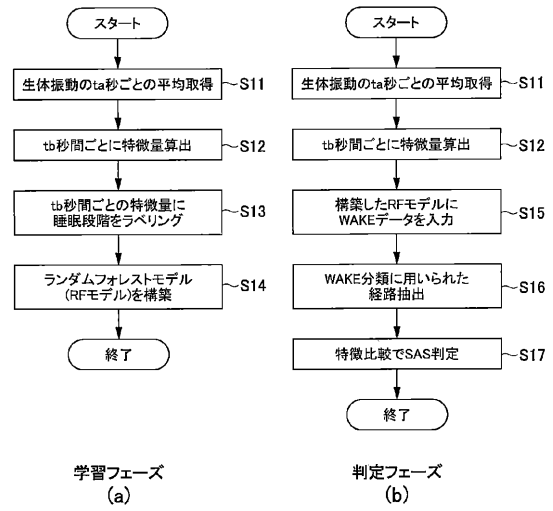 スタート
生体振動のta秒ごとの平均取得
S11
tb秒間ごとに特徴量算出
S12
tb秒間ごとの特徴量に
睡眠段階をラベリング
S13
ランダムフォレストモデル
(RFモデル)を構築
S14
終了
学習フェーズ
(a)
スタート
生体振動のta秒ごとの平均取得
S11
tb秒間ごとに特徴量算出
S12
構築したRFモデルに
WAKEデータを入力
S15
WAKE分類に用いられた
経路抽出
S16
特徴比較でSAS判定
S17
終了
判定フェーズ
(b)